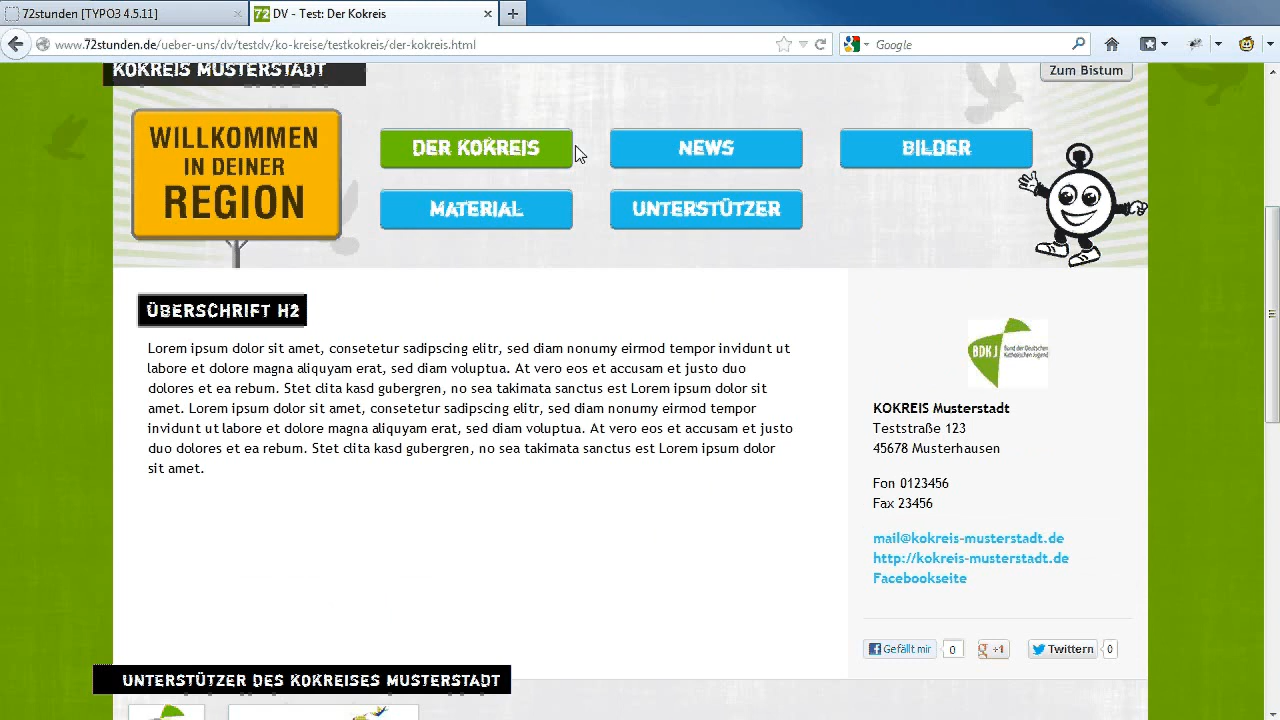 72stunden [TYPO3 4.5.11]
72 DV - Test: Der Kokreis
www.72stunden.de/ueber-uns/dv/testdv/ko-kreise/testkokreis/der-kokreis.html
Google
KOKREIS MUSTERSTADT
Zum Bistum
WILLKOMMEN
IN DEINER
REGION
DER KOKREIS
NEWS
BILDER
MATERIAL
UNTERSTÜTZER
ÜBERSCHRIFT H2
Lorem ipsum dolor sit amet, consetetur sadipscing elitr, sed diam nonumy eirmod tempor invidunt ut
labore et dolore magna aliquyam erat, sed diam voluptua. At vero eos et accusam et justo duo
dolores et ea rebum. Stet clita kasd gubergren, no sea takimata sanctus est Lorem ipsum dolor sit
amet. Lorem ipsum dolor sit amet, consetetur sadipscing elitr, sed diam nonumy eirmod tempor
invidunt ut labore et dolore magna aliquyam erat, sed diam voluptua. At vero eos et accusam et justo
duo dolores et ea rebum. Stet clita kasd gubergren, no sea takimata sanctus est Lorem ipsum dolor
sit amet.
BDKJ
Bund der Deutschen
Katholischen Jugend
KOKREIS Musterstadt
Teststraße 123
45678 Musterhausen
Fon 0123456
Fax 23456
mail@kokreis-musterstadt.de
http://kokreis-musterstadt.de
Facebookseite
Gefällt mir 0
+1
Twittern 0
UNTERSTÜTZER DES KOKREISES MUSTERSTADT